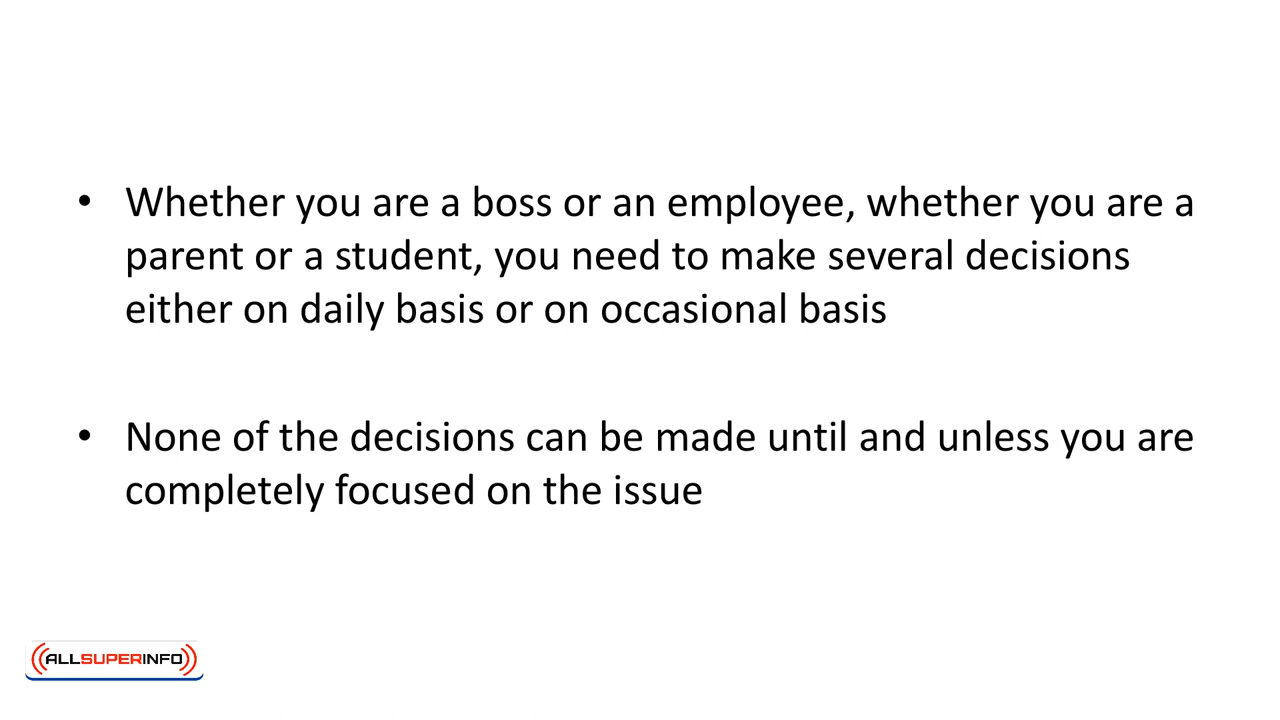 • Whether you are a boss or an employee, whether you are a
parent or a student, you need to make several decisions
either on daily basis or on occasional basis
• None of the decisions can be made until and unless you are
completely focused on the issue
ALLSUPERINFO